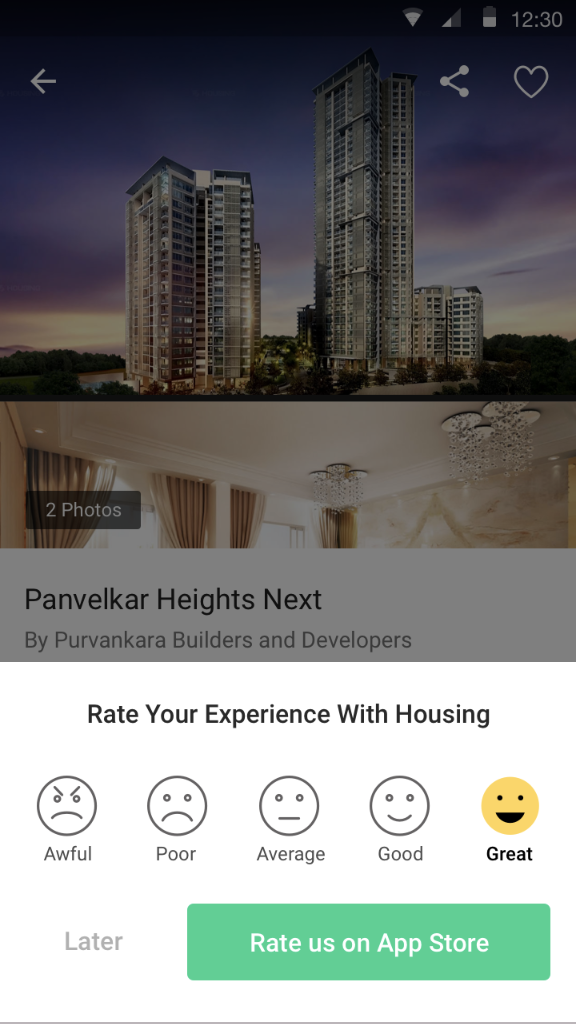 12:30
2 Photos
Panvelkar Heights Next
By Purvankara Builders and Developers
Rate Your Experience With Housing
Awful
Poor
Average
Good
Great
Later
Rate us on App Store